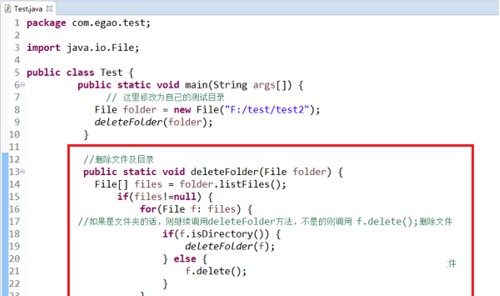 Test.java
1 package com.egao.test;
2
3 import java.io.File;
4
5 public class Test {
6 public static void main(String args[]) {
7 // 这里修改为自己的测试目录
8 File folder = new File("F:/test/test2");
9 deleteFolder(folder);
10 }
11
12 //删除文件及目录
13 public static void deleteFolder(File folder) {
14 File[] files = folder.listFiles();
15 if(files!=null) {
16 for(File f: files) {
17 //如果是文件夹的话，则继续调用deleteFolder方法，不是的则调用 f.delete();删除文件
18 if(f.isDirectory()) {
19 deleteFolder(f);
20 } else {
21 f.delete(); 件
22 }
23 }